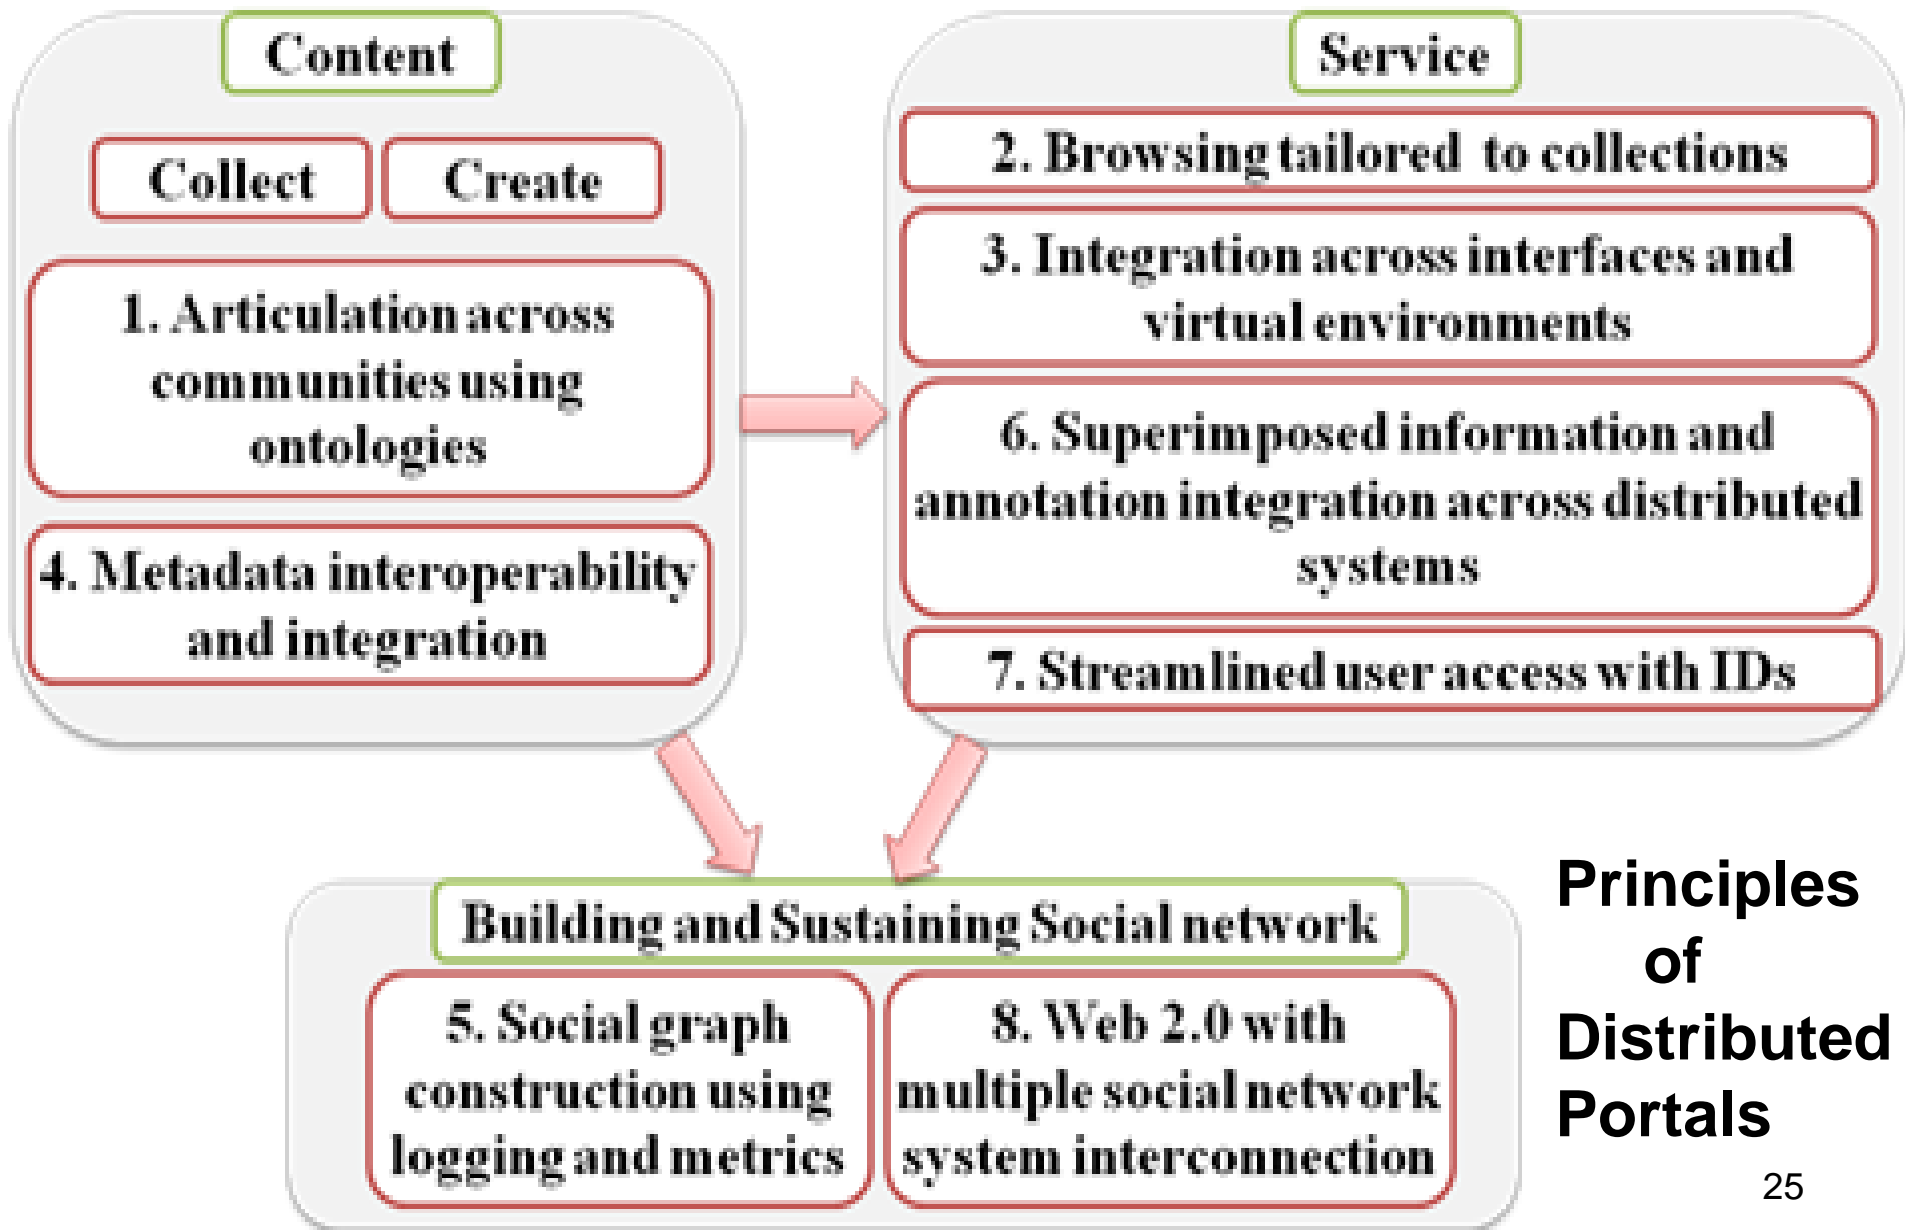 Content
Collect
Create
1. Articulation across
communities using
ontologies
4. Metadata interoperability
and integration
Service
2. Browsing tailored to collections
3. Integration across interfaces and
virtual environments
6. Superimposed information and
annotation integration across distributed
systems
7. Streamlined user access with IDs
Building and Sustaining Social network
5. Social graph
construction using
logging and metrics
8. Web 2.0 with
multiple social network
system interconnection
Principles
of
Distributed
Portals
25